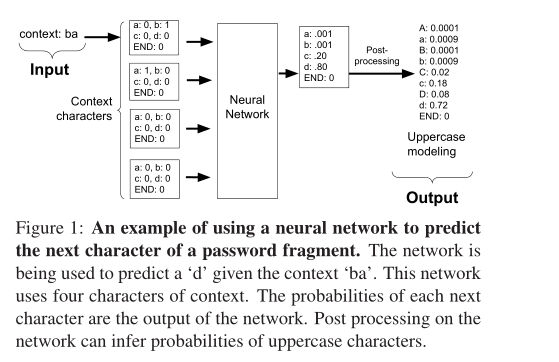 context: ba
Input
Context
characters
a: 0, b: 1
c: 0, d: 0
END: 0
a: 1, b: 0
c: 0, d: 0
END: 0
a: 0, b: 0
c: 0, d: 0
END: 0
a: 0, b: 0
c: 0, d: 0
END: 0
Neural
Network
a: .001
b: .001
c: .20
d: .80
END: 0
Post-
processing
A: 0.0001
a: 0.0009
B: 0.0001
b: 0.0009
C: 0.02
c: 0.18
D: 0.08
d: 0.72
END: 0
Uppercase
modeling
Output
Figure 1: An example of using a neural network to predict
the next character of a password fragment. The network is
being used to predict a ‘d’ given the context ‘ba’. This network
uses four characters of context. The probabilities of each next
character are the output of the network. Post processing on the
network can infer probabilities of uppercase characters.